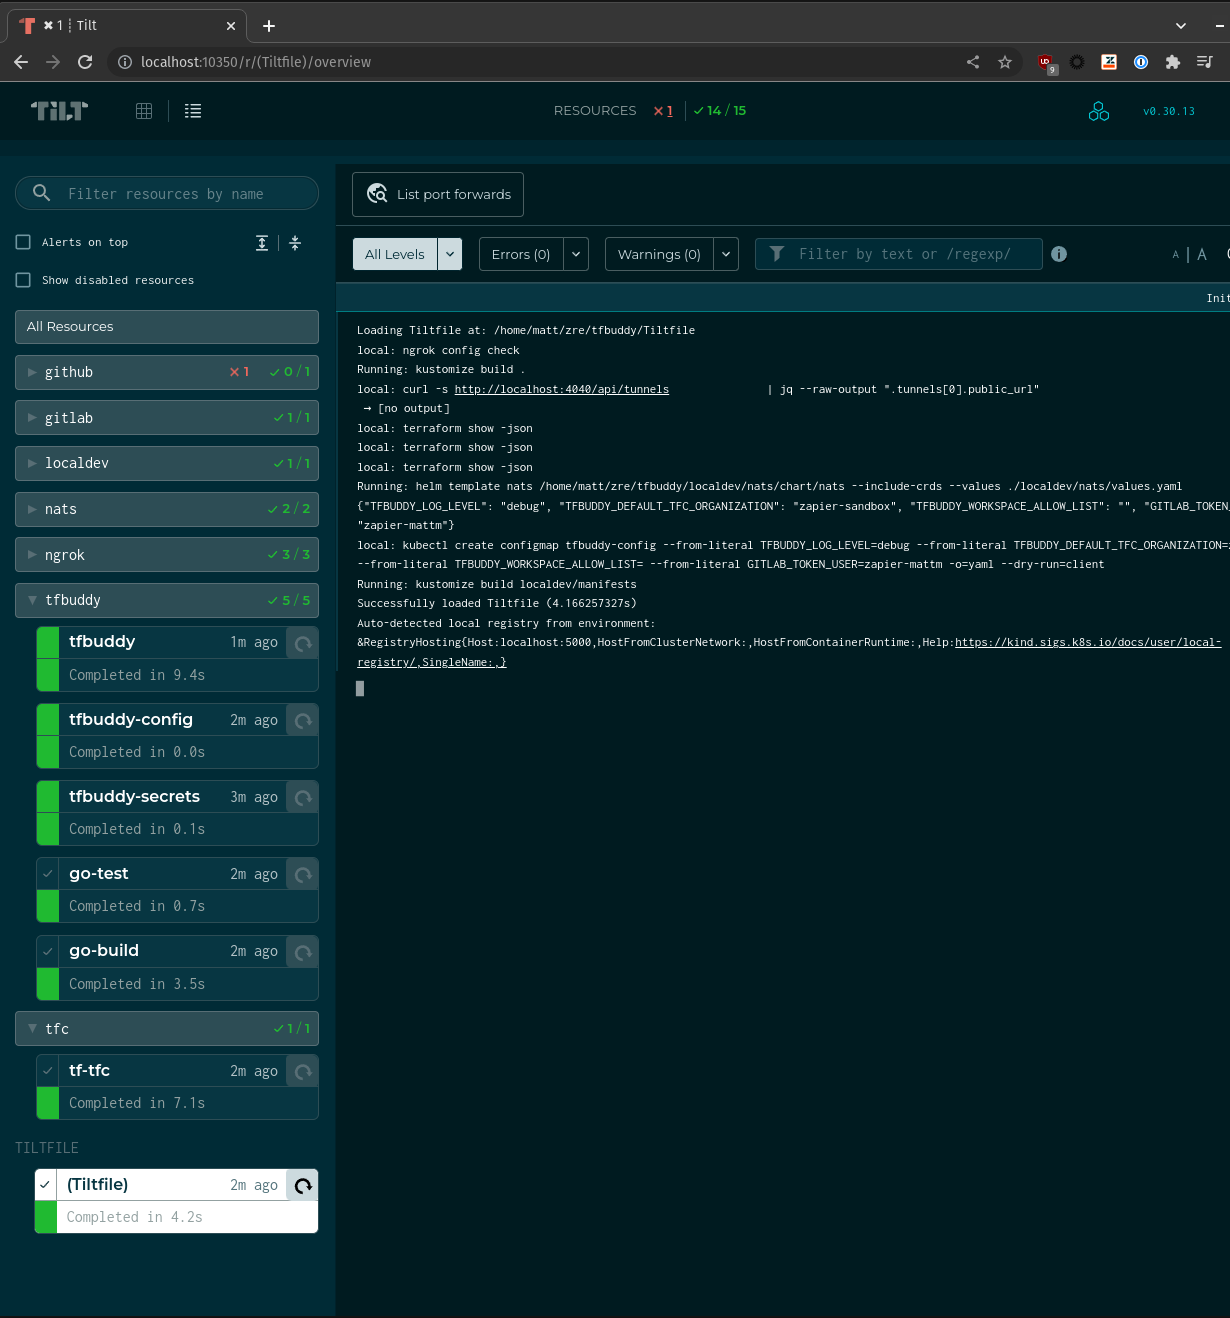 ✖ 1 ┊ Tilt
localhost:10350/r/(Tiltfile)/overview
UD
9
TILT
RESOURCES
1
14 / 15
v0.30.13
Filter resources by name
Alerts on top
Show disabled resources
All Resources
github 1 0 / 1
gitlab 1 / 1
localdev 1 / 1
nats 2 / 2
ngrok 3 / 3
tfbuddy 5 / 5
tfbuddy 1m ago
Completed in 9.4s
tfbuddy-config 2m ago
Completed in 0.0s
tfbuddy-secrets 3m ago
Completed in 0.1s
go-test 2m ago
Completed in 0.7s
go-build 2m ago
Completed in 3.5s
tfc 1 / 1
tf-tfc 2m ago
Completed in 7.1s
TILTFILE
(Tiltfile) 2m ago
Completed in 4.2s
List port forwards
All Levels
Errors (0)
Warnings (0)
Filter by text or /regexp/
A | A
Init
Loading Tiltfile at: /home/matt/zre/tfbuddy/Tiltfile
local: ngrok config check
Running: kustomize build .
local: curl -s http://localhost:4040/api/tunnels | jq --raw-output ".tunnels[0].public_url"
→ [no output]
local: terraform show -json
local: terraform show -json
local: terraform show -json
Running: helm template nats /home/matt/zre/tfbuddy/localdev/nats/chart/nats --include-crds --values ./localdev/nats/values.yaml
{"TFBUDDY_LOG_LEVEL": "debug", "TFBUDDY_DEFAULT_TFC_ORGANIZATION": "zapier-sandbox", "TFBUDDY_WORKSPACE_ALLOW_LIST": "", "GITLAB_TOKEN_
"zapier-mattm"}
local: kubectl create configmap tfbuddy-config --from-literal TFBUDDY_LOG_LEVEL=debug --from-literal TFBUDDY_DEFAULT_TFC_ORGANIZATION=
--from-literal TFBUDDY_WORKSPACE_ALLOW_LIST= --from-literal GITLAB_TOKEN_USER=zapier-mattm -o=yaml --dry-run=client
Running: kustomize build localdev/manifests
Successfully loaded Tiltfile (4.166257327s)
Auto-detected local registry from environment:
&RegistryHosting{Host:localhost:5000,HostFromClusterNetwork:,HostFromContainerRuntime:,Help:https://kind.sigs.k8s.io/docs/user/local-
registry/,SingleName:,}